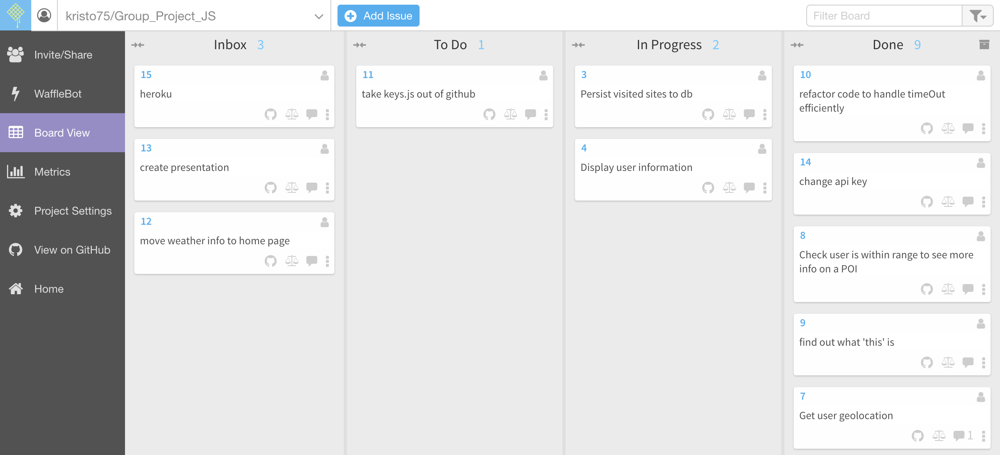 kristo75/Group_Project_JS
Add Issue
Filter Board
Invite/Share
WaffleBot
Board View
Metrics
Project Settings
View on GitHub
Home
Inbox 3
15
heroku
13
create presentation
12
move weather info to home page
To Do 1
11
take keys.js out of github
In Progress 2
3
Persist visited sites to db
4
Display user information
Done 9
10
refactor code to handle timeOut
efficiently
14
change api key
8
Check user is within range to see more
info on a POI
9
find out what 'this' is
7
Get user geolocation
1